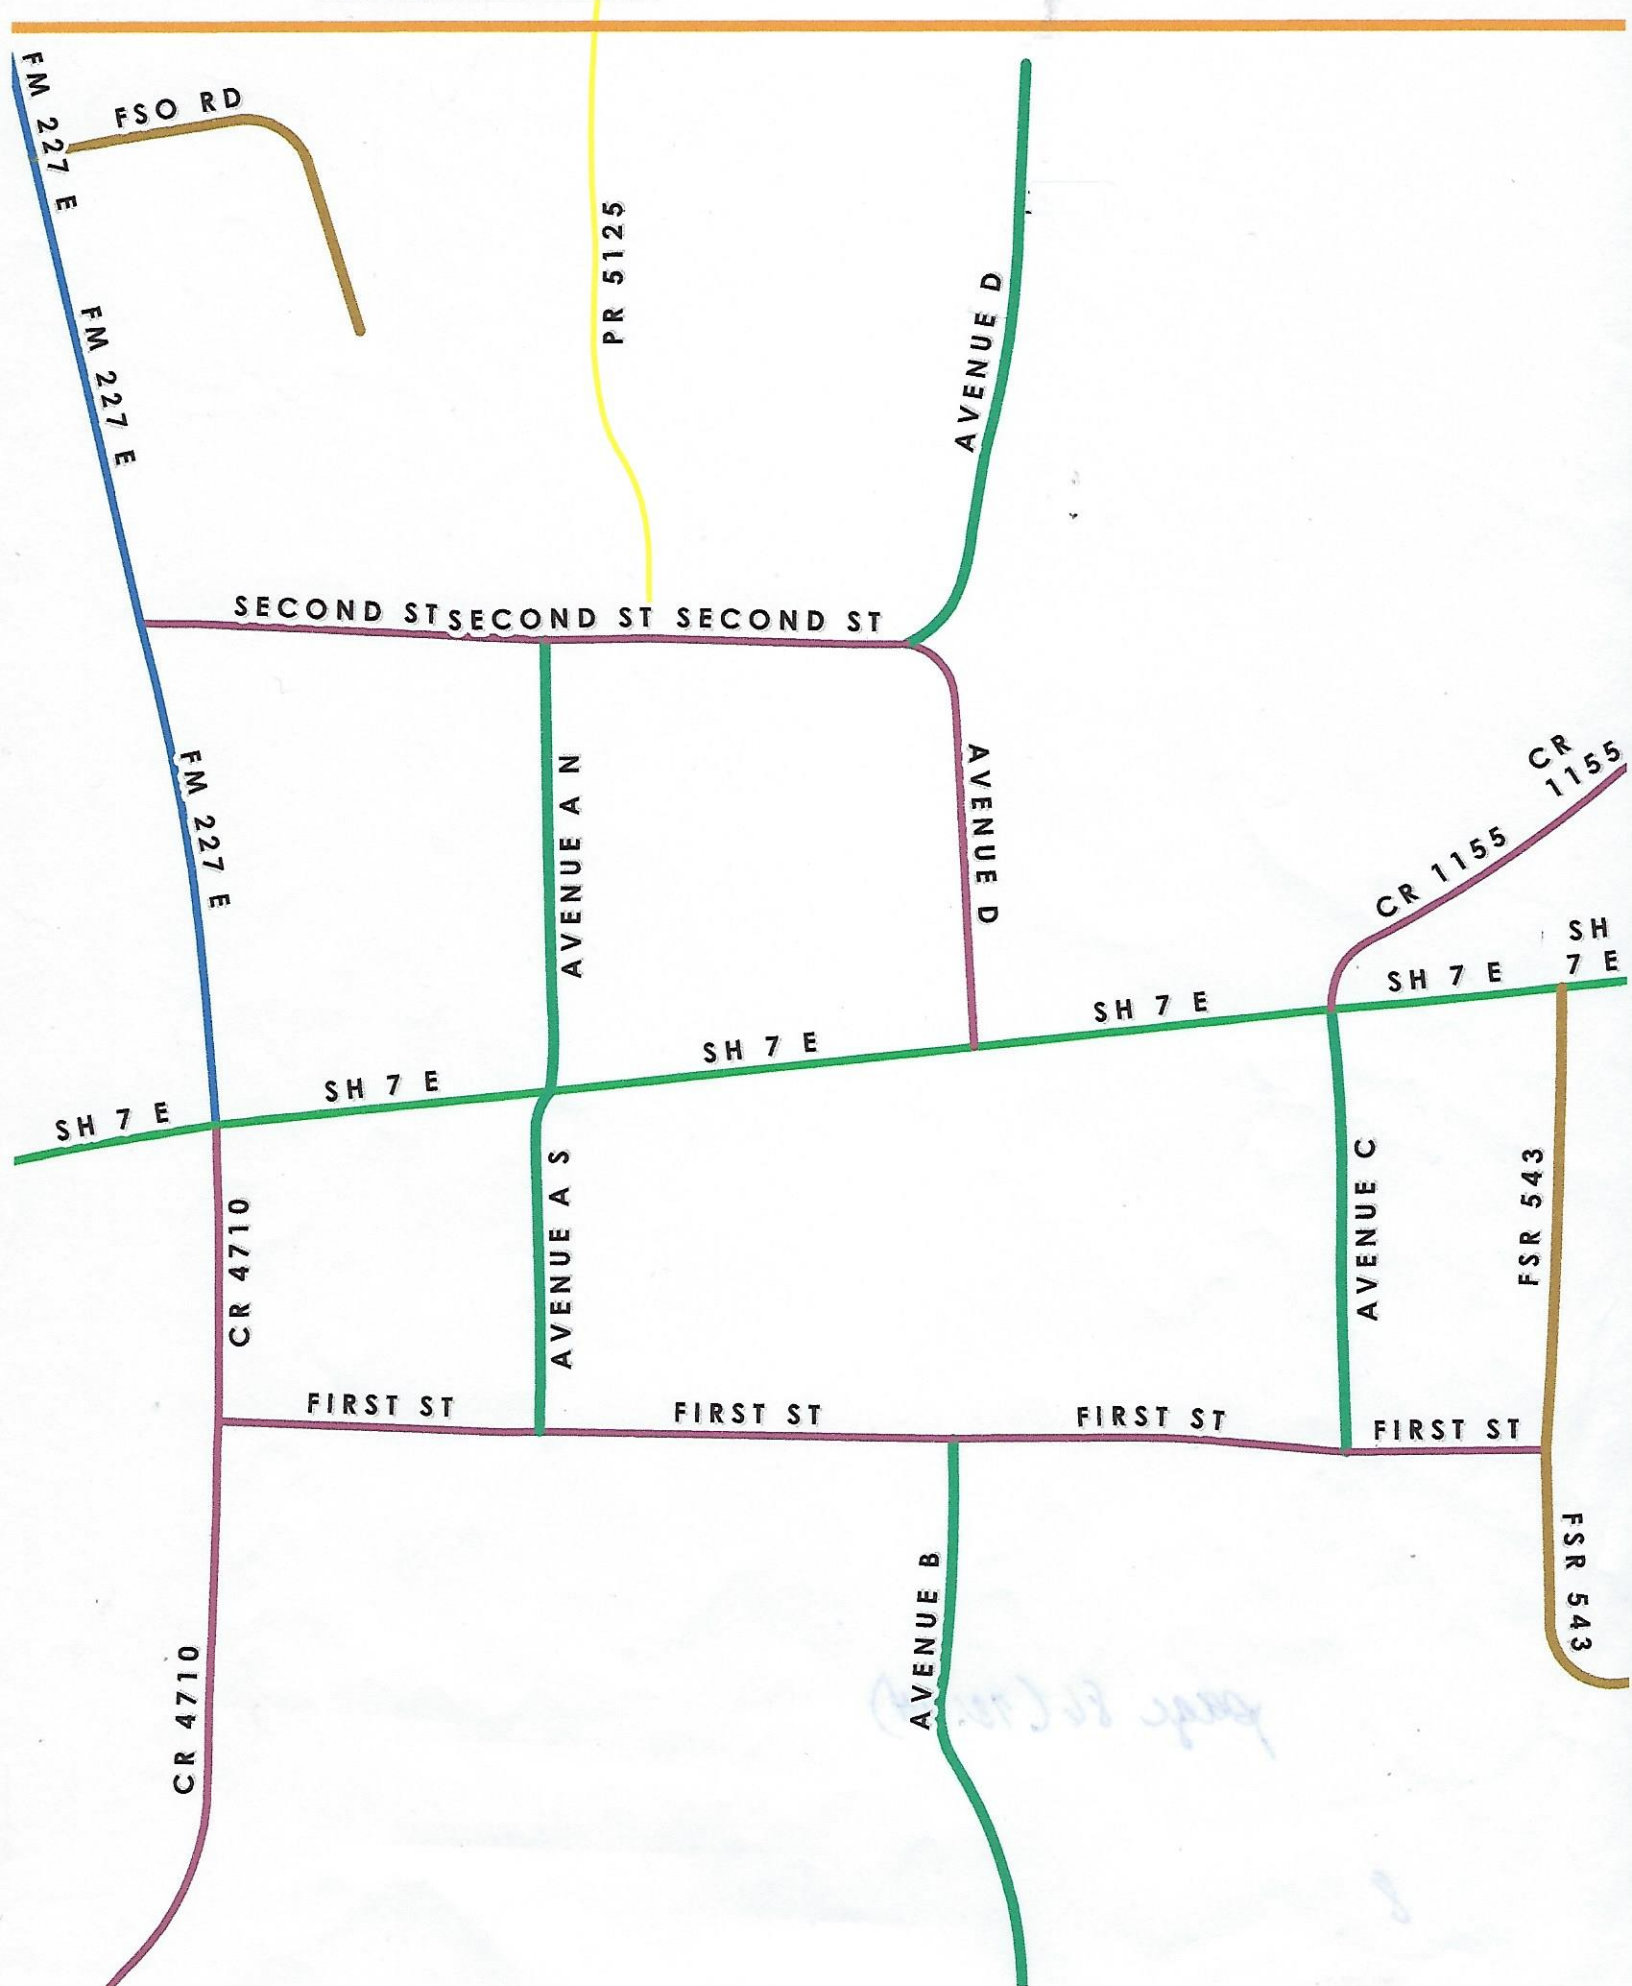 FM 227 E
FSO RD
PR 5125
AVENUE D
FM 227 E
SECOND ST
SECOND ST
SECOND ST
FM 227 E
AVENUE A N
AVENUE D
CR
1155
CR 1155
SH
7 E
SH 7 E
SH 7 E
SH 7 E
SH 7 E
SH 7 E
CR 4710
AVENUE A S
AVENUE C
FSR 543
FIRST ST
FIRST ST
FIRST ST
FIRST ST
AVENUE B
FSR 543
CR 4710
8